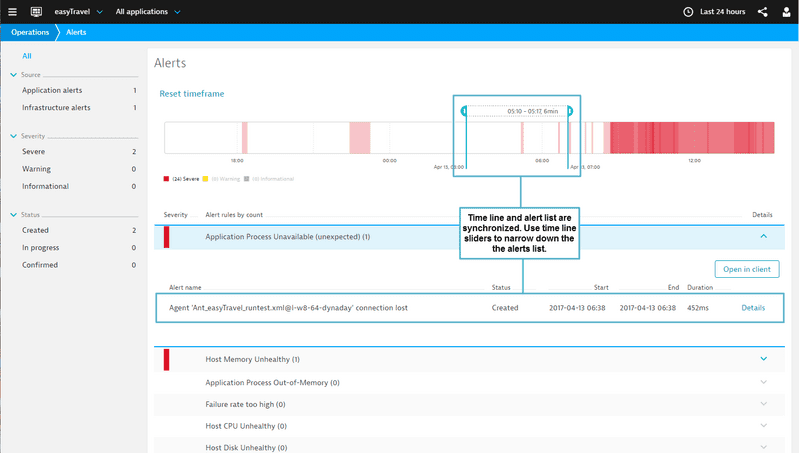 easyTravel All applications Last 24 hours
Operations Alerts
All
Source
Application alerts 1
Infrastructure alerts 1
Severity
Severe 2
Warning 0
Informational 0
Status
Created 2
In progress 0
Confirmed 0
Alerts
Reset timeframe
05:10 - 05:17, 6min
18:00 00:00 Apr 13, 03:00 06:00 Apr 13, 07:00 12:00
(24) Severe (0) Warning (0) Informational
Time line and alert list are
synchronized. Use time line
sliders to narrow down the
the alerts list.
Severity Alert rules by count Details
Application Process Unavailable (unexpected) (1)
Open in client
Alert name Status Start End Duration
Agent 'Ant_easyTravel_runtest.xml@l-w8-64-dynaday' connection lost Created 2017-04-13 06:38 2017-04-13 06:38 452ms Details
Host Memory Unhealthy (1)
Application Process Out-of-Memory (0)
Failure rate too high (0)
Host CPU Unhealthy (0)
Host Disk Unhealthy (0)